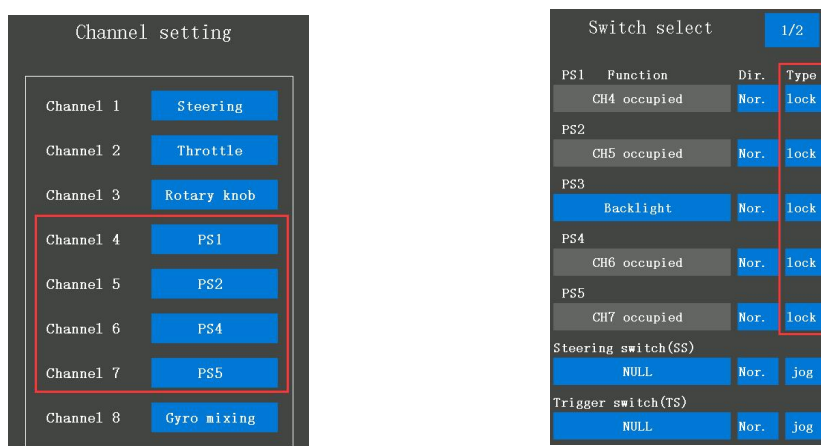 Channel setting
Channel 1 Steering
Channel 2 Throttle
Channel 3 Rotary knob
Channel 4 PS1
Channel 5 PS2
Channel 6 PS4
Channel 7 PS5
Channel 8 Gyro mixing
Switch select 1/2
PS1 Function Dir. Type
CH4 occupied Nor. lock
PS2
CH5 occupied Nor. lock
PS3
Backlight Nor. lock
PS4
CH6 occupied Nor. lock
PS5
CH7 occupied Nor. lock
Steering switch(SS)
NULL Nor. jog
Trigger switch(TS)
NULL Nor. jog